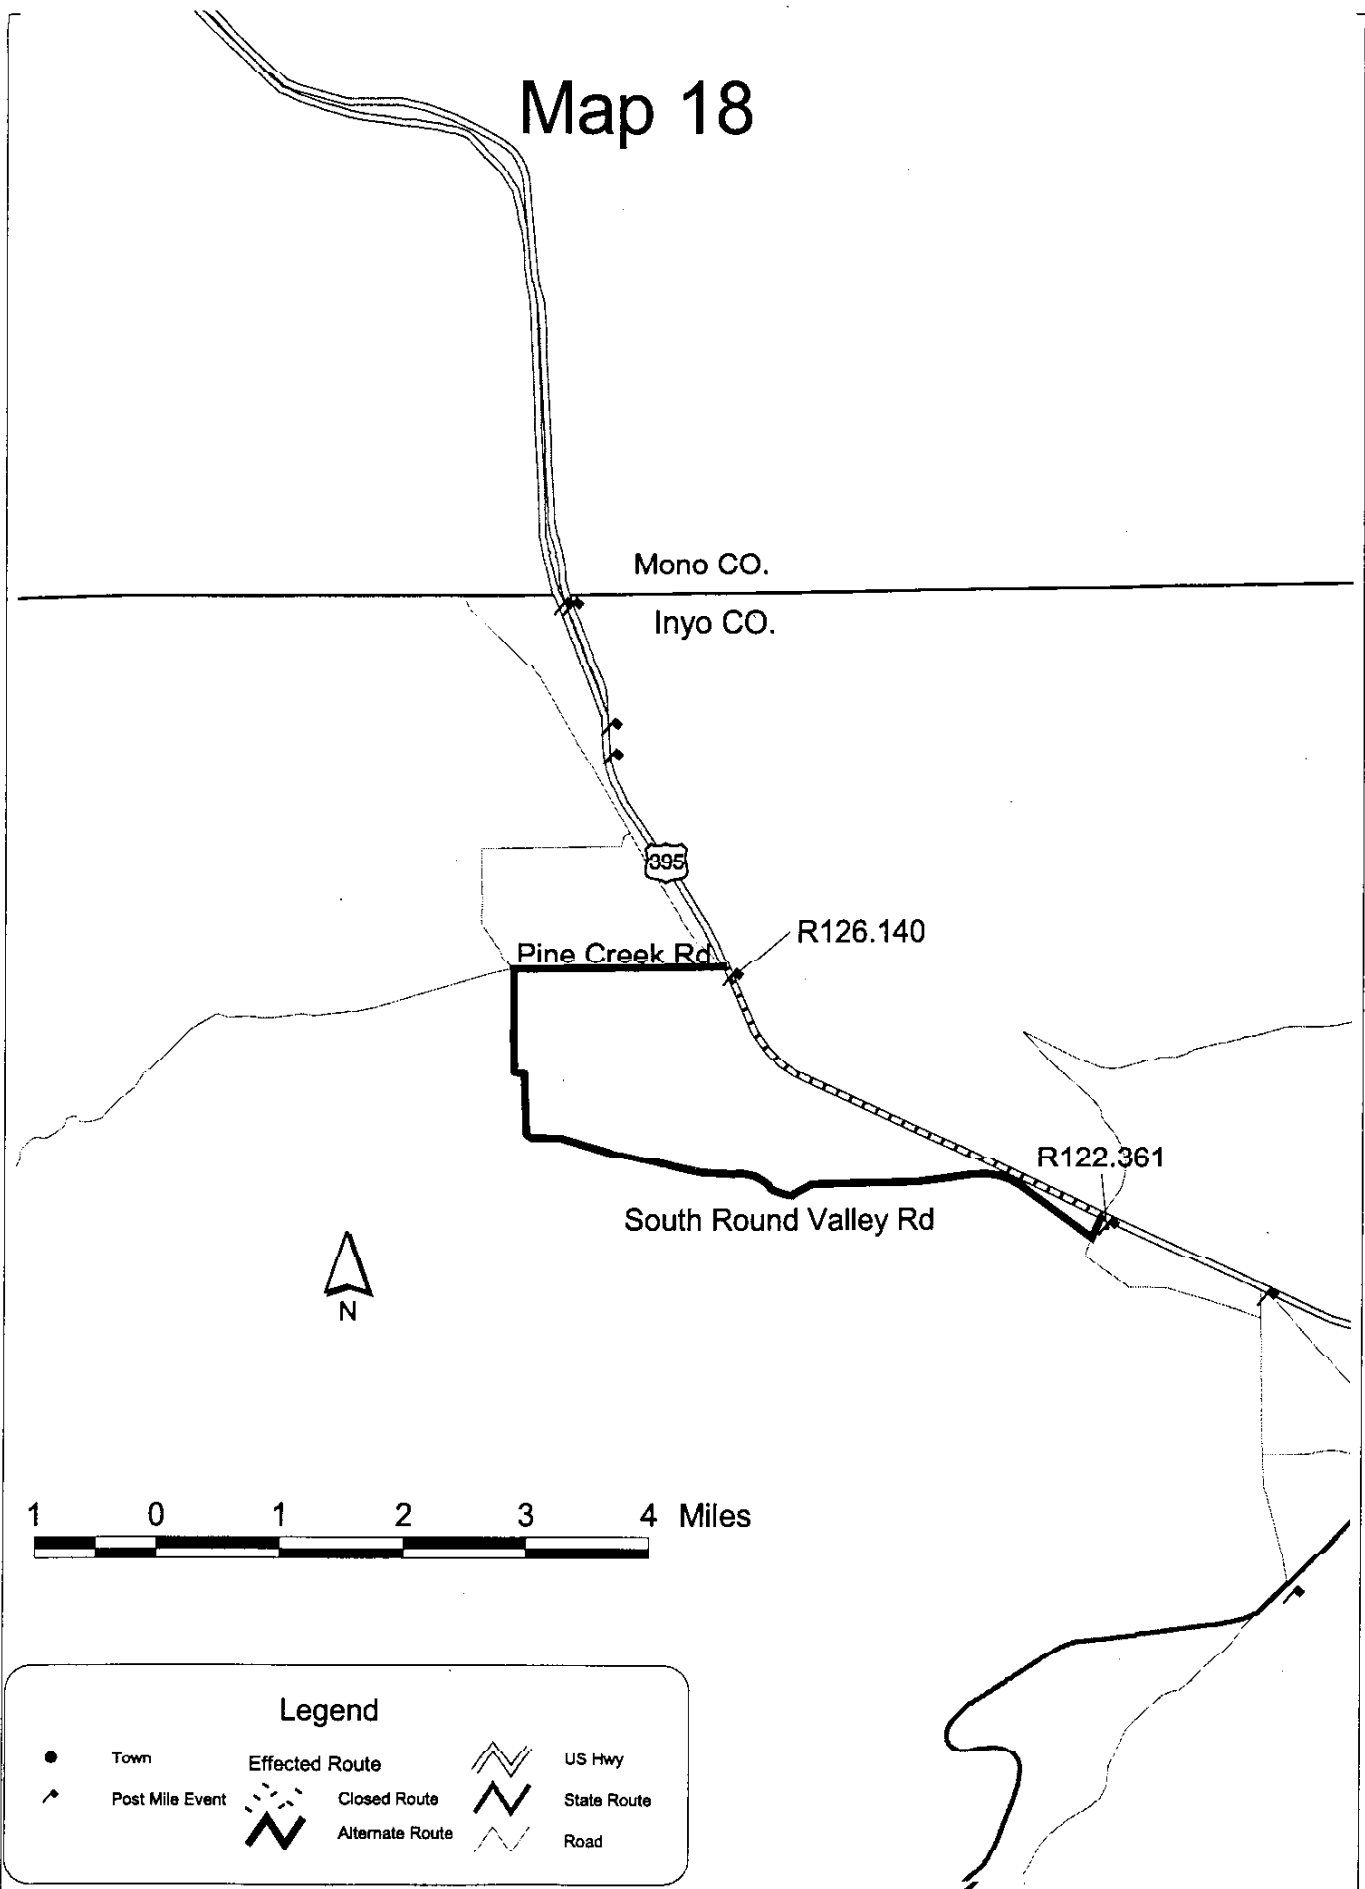 Map 18
Mono CO.
Inyo CO.
395
R126.140
Pine Creek Rd
R122.361
South Round Valley Rd
N
1 0 1 2 3 4 Miles
Legend
Town
Effected Route
US Hwy
Post Mile Event
Closed Route
State Route
Alternate Route
Road